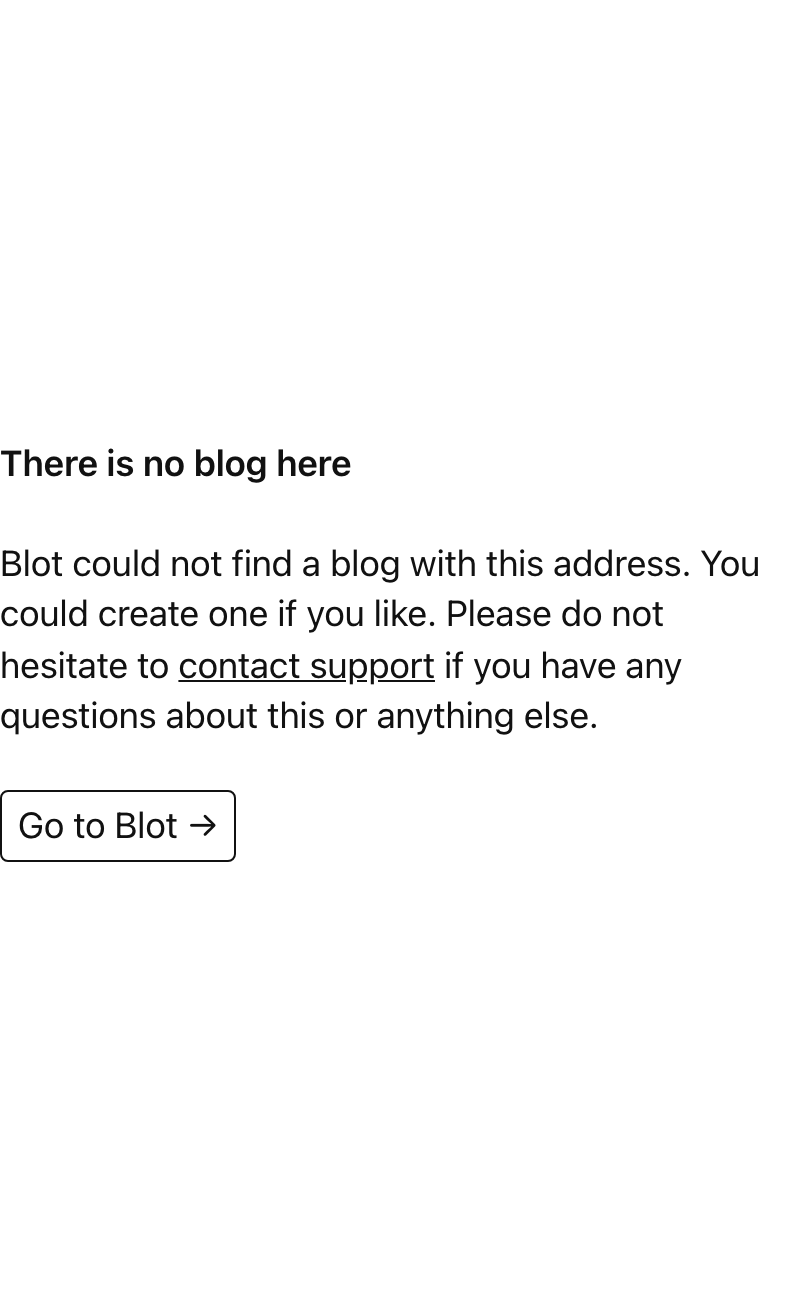 There is no blog here
Blot could not find a blog with this address. You
could create one if you like. Please do not
hesitate to contact support if you have any
questions about this or anything else.
Go to Blot →